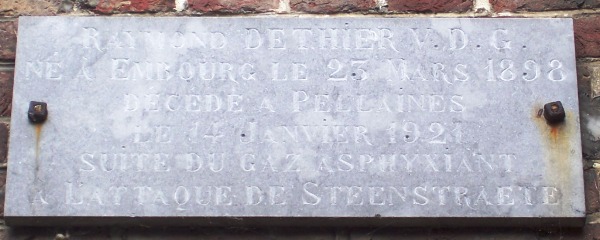 RAYMOND DETHIER V.D.G.
NÉ À EMBOURG LE 23 MARS 1898
DÉCÉDÉ A PELLAINES
LE 14 JANVIER 1921
SUITE DU GAZ ASPHYXIANT
A L'ATTAQUE DE STEENSTRAETE